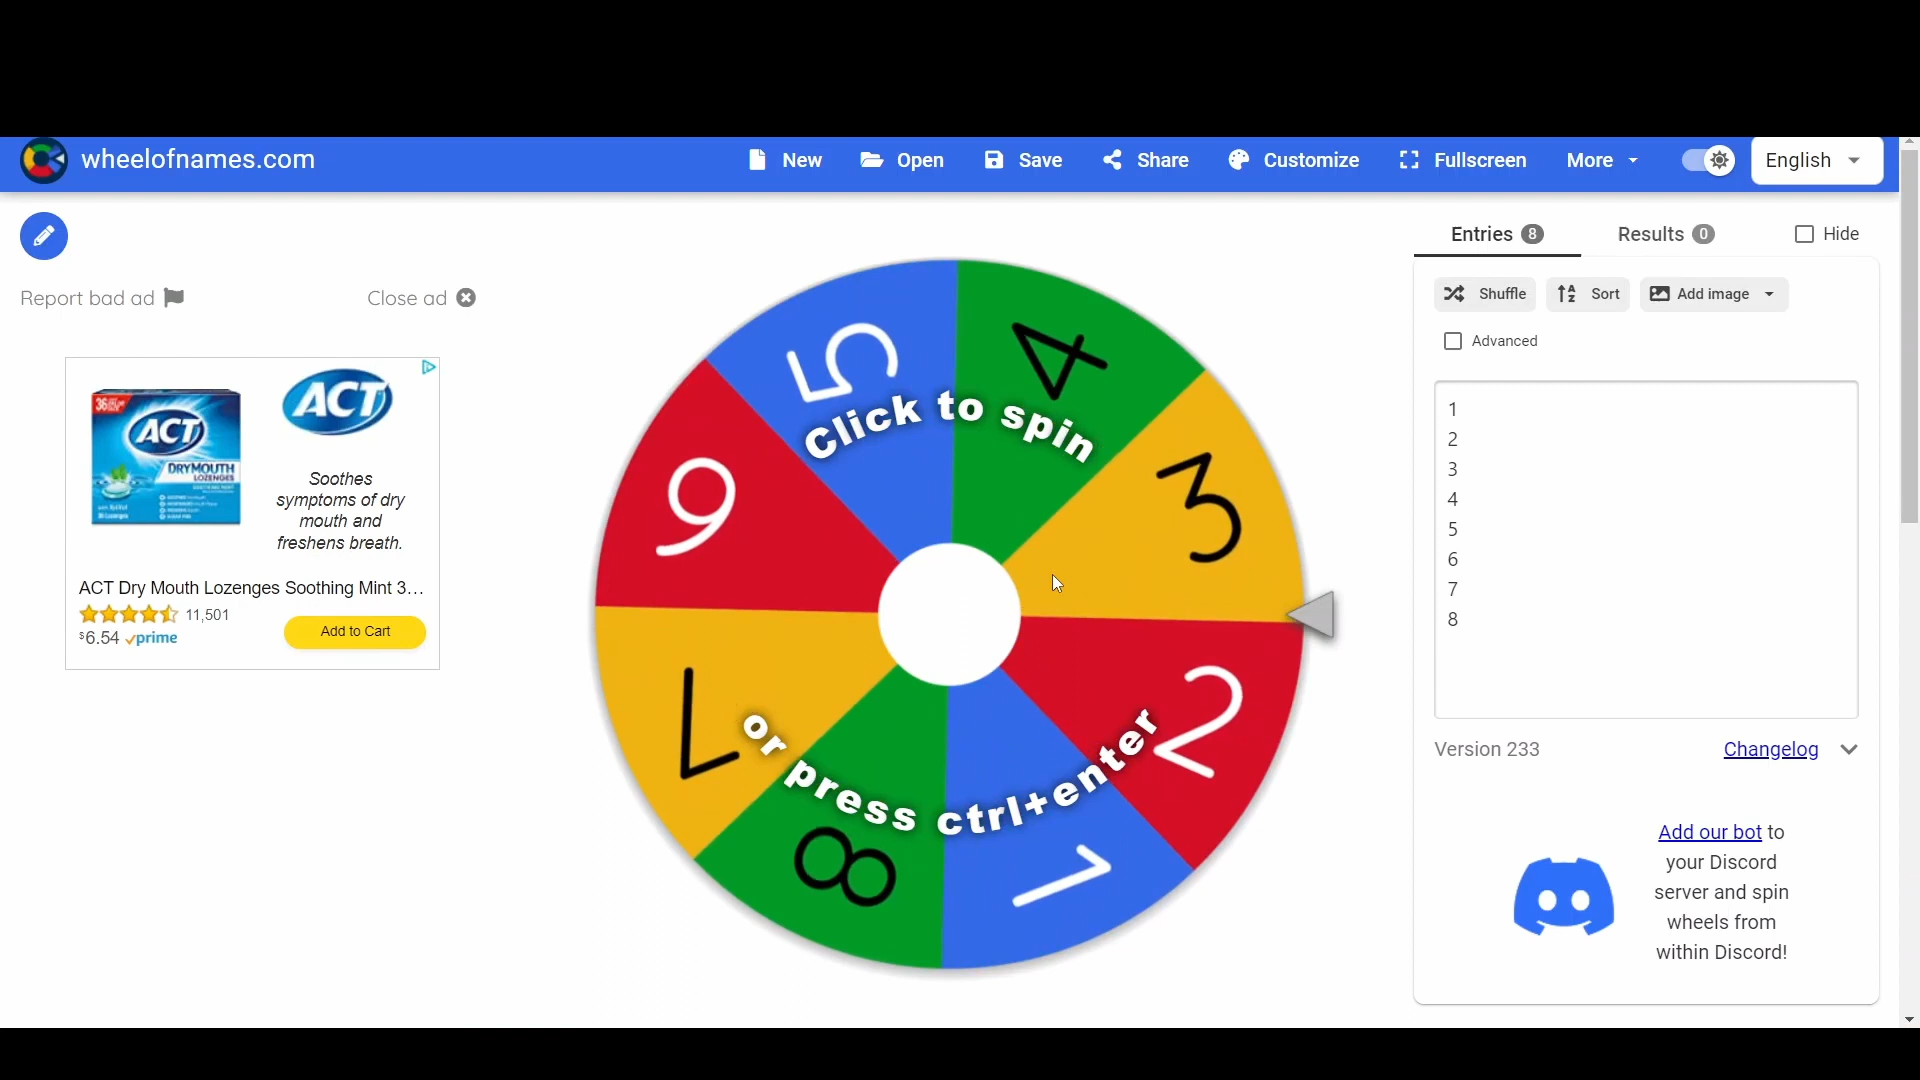 wheelofnames.com
New
Open
Save
Share
Customize
Fullscreen
More
English
Report bad ad
Close ad
36
ACT
DRY MOUTH
LOZENGES
ACT
Soothes
symptoms of dry
mouth and
freshens breath.
ACT Dry Mouth Lozenges Soothing Mint 3...
11,501
$6.54 prime
Add to Cart
5
4
3
2
1
8
7
6
Click to spin
or press ctrl+enter
Entries 8
Results 0
Hide
Shuffle
Sort
Add image
Advanced
1
2
3
4
5
6
7
8
Version 233
Changelog
Add our bot to
your Discord
server and spin
wheels from
within Discord!